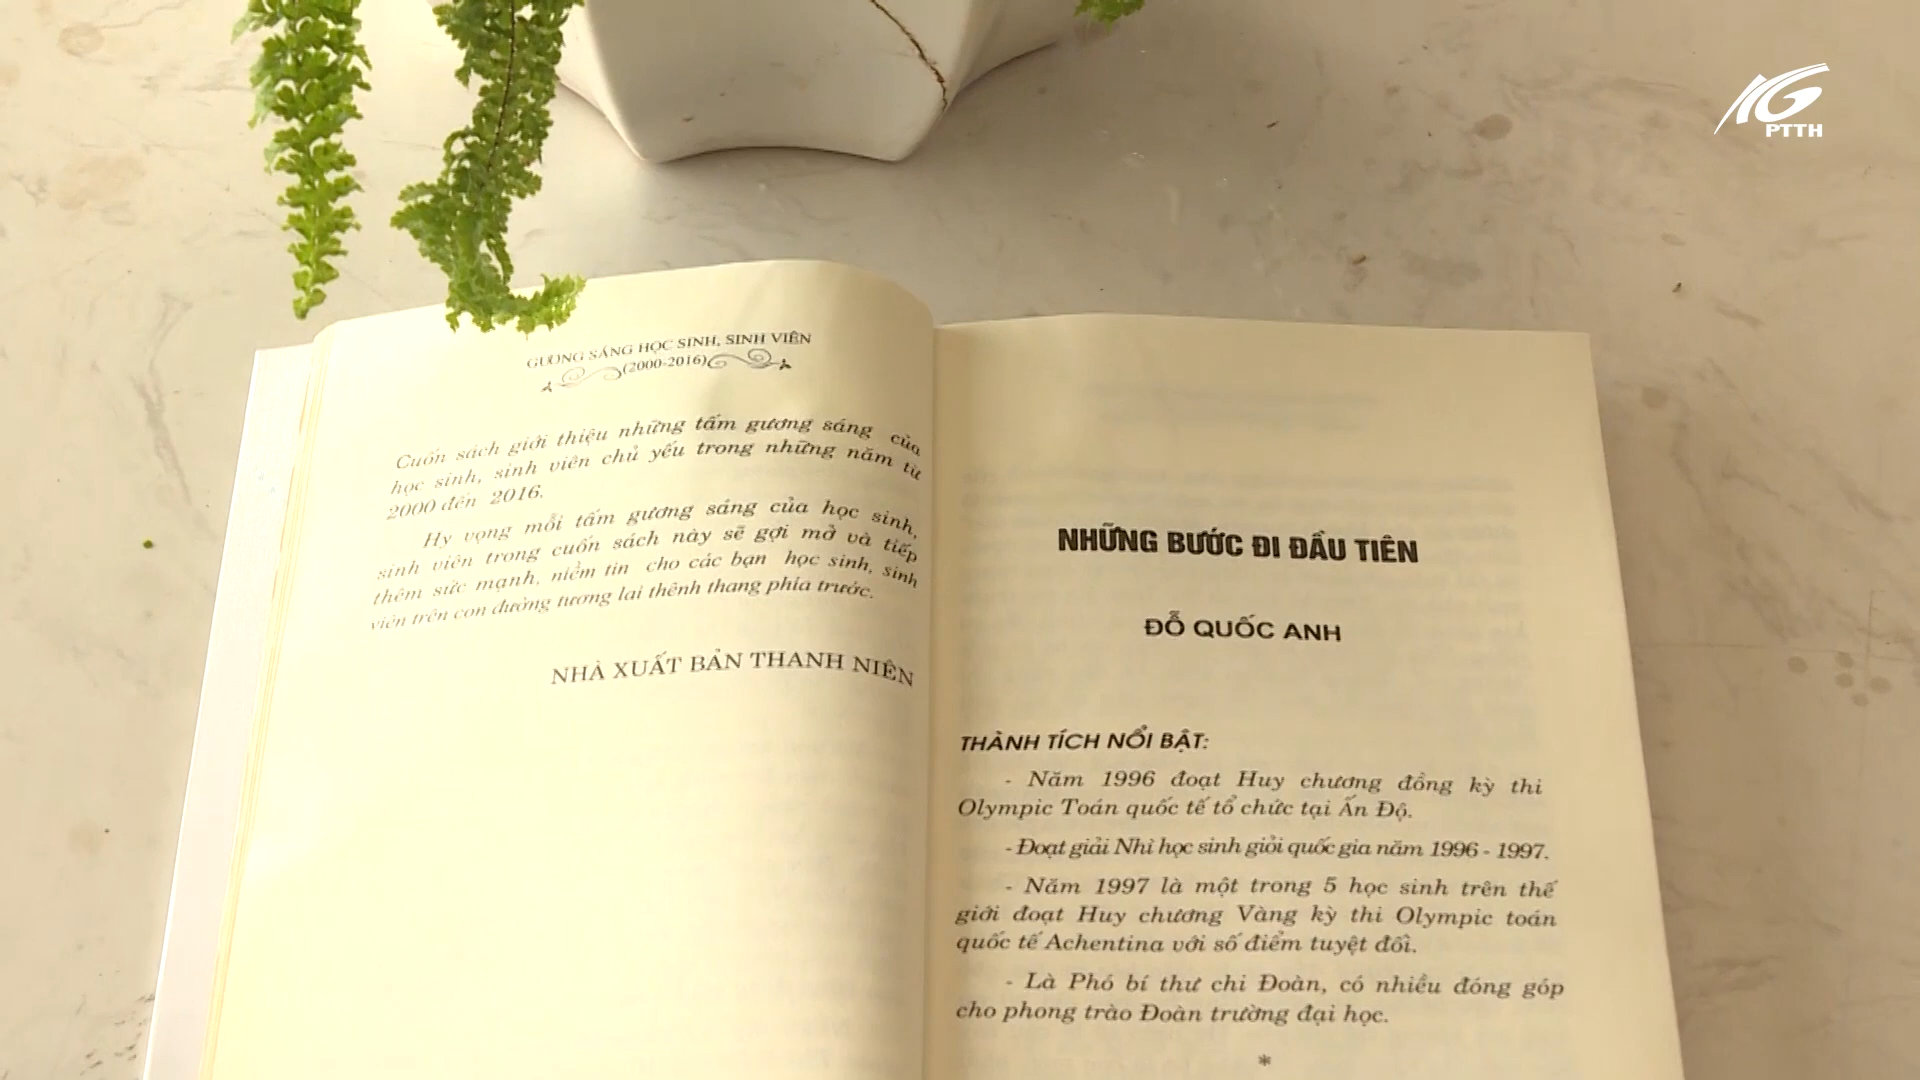 PTTH
GƯƠNG SÁNG HỌC SINH, SINH VIÊN
(2000-2016)
Cuốn sách giới thiệu những tấm gương sáng của
học sinh, sinh viên chủ yếu trong những năm từ
2000 đến 2016.
Hy vọng mỗi tấm gương sáng của học sinh,
sinh viên trong cuốn sách này sẽ gợi mở và tiếp
thêm sức mạnh, niềm tin cho các bạn học sinh, sinh
viên trên con đường tương lai thênh thang phía trước.
NHÀ XUẤT BẢN THANH NIÊN
NHỮNG BƯỚC ĐI ĐẦU TIÊN
ĐỖ QUỐC ANH
THÀNH TÍCH NỔI BẬT:
- Năm 1996 đoạt Huy chương đồng kỳ thi
Olympic Toán quốc tế tổ chức tại Ấn Độ.
- Đoạt giải Nhì học sinh giỏi quốc gia năm 1996 - 1997.
- Năm 1997 là một trong 5 học sinh trên thế
giới đoạt Huy chương Vàng kỳ thi Olympic toán
quốc tế Achentina với số điểm tuyệt đối.
- Là Phó bí thư chi Đoàn, có nhiều đóng góp
cho phong trào Đoàn trường đại học.
*